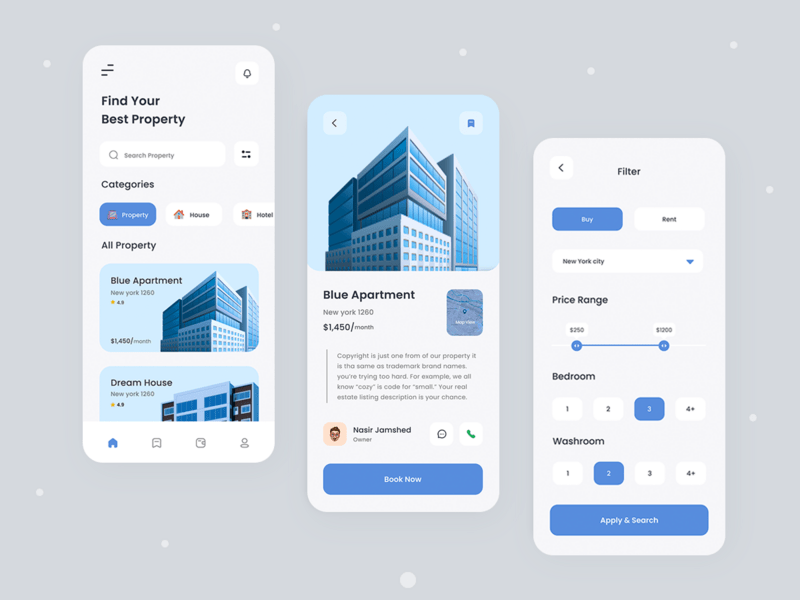 Find Your
Best Property
Search Property
Categories
Property
House
Hotel
All Property
Blue Apartment
New york 1260
4.9
$1,450/month
Dream House
New york 1260
4.9
Blue Apartment
New york 1260
$1,450/month
Map View
Copyright is just one from of our property it
is tha same as trademark brand names.
you're trying too hard. For example, we all
know "cozy" is code for "small." Your real
estate listing description is your chance.
Nasir Jamshed
Owner
Book Now
Filter
Buy
Rent
New York city
Price Range
$250
$1200
Bedroom
1
2
3
4+
Washroom
1
2
3
4+
Apply & Search